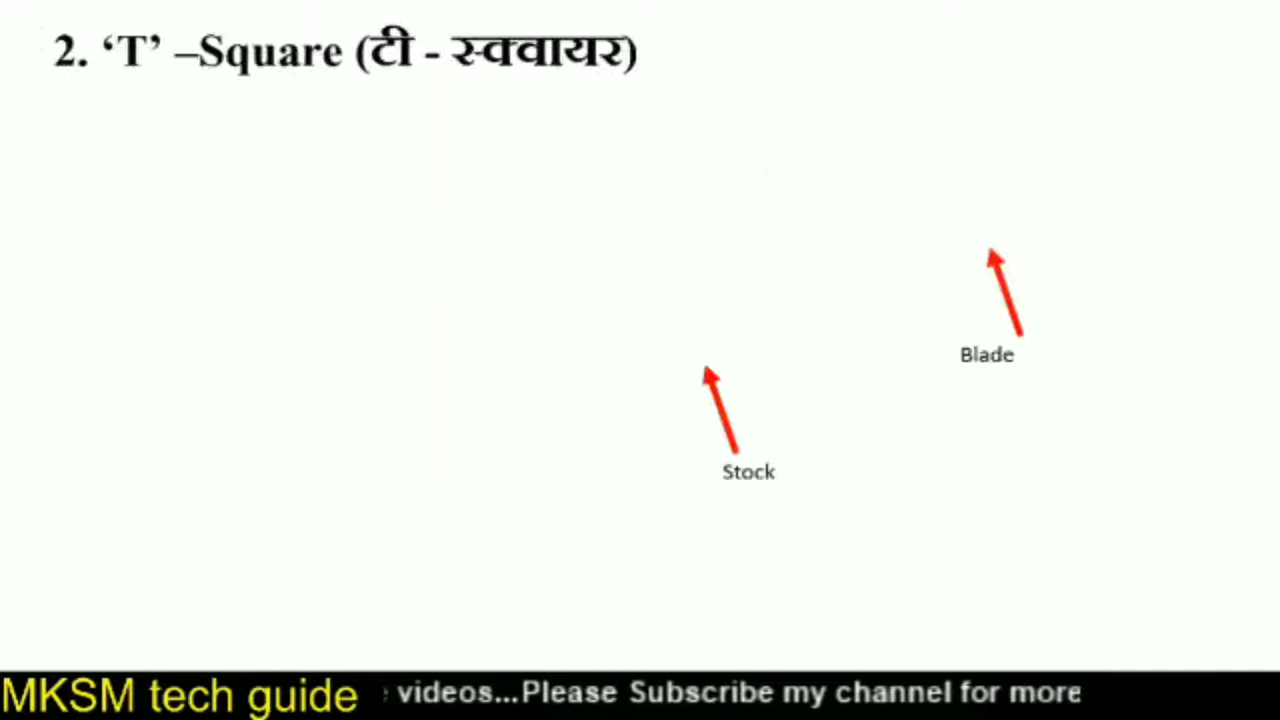 2. ‘T’ –Square (टी - स्क्वायर)
Blade
Stock
MKSM tech guide videos...Please Subscribe my channel for more